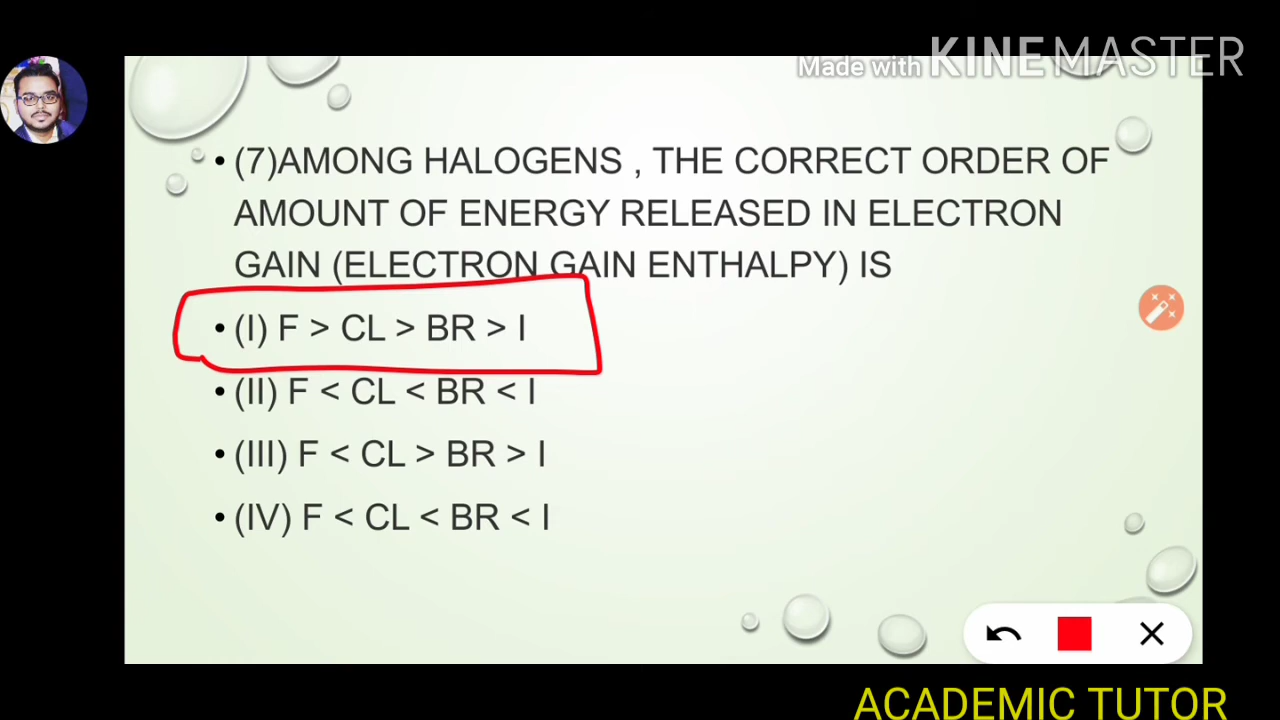 Made with KINEMASTER
• (7)AMONG HALOGENS , THE CORRECT ORDER OF
AMOUNT OF ENERGY RELEASED IN ELECTRON
GAIN (ELECTRON GAIN ENTHALPY) IS
• (I) F > CL > BR > I
• (II) F < CL < BR < I
• (III) F < CL > BR > I
• (IV) F < CL < BR < I
ACADEMIC TUTOR